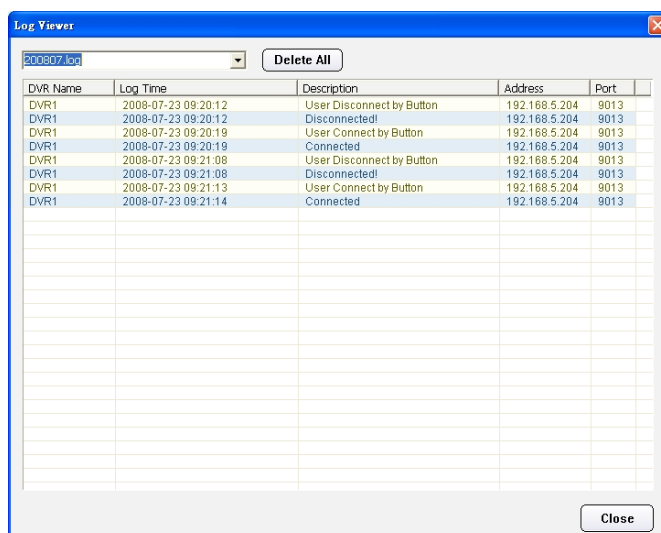 Log Viewer
200807.log Delete All
DVR Name Log Time Description Address Port
DVR1 2008-07-23 09:20:12 User Disconnect by Button 192.168.5.204 9013
DVR1 2008-07-23 09:20:12 Disconnected! 192.168.5.204 9013
DVR1 2008-07-23 09:20:19 User Connect by Button 192.168.5.204 9013
DVR1 2008-07-23 09:20:19 Connected 192.168.5.204 9013
DVR1 2008-07-23 09:21:08 User Disconnect by Button 192.168.5.204 9013
DVR1 2008-07-23 09:21:08 Disconnected! 192.168.5.204 9013
DVR1 2008-07-23 09:21:13 User Connect by Button 192.168.5.204 9013
DVR1 2008-07-23 09:21:14 Connected 192.168.5.204 9013
Close